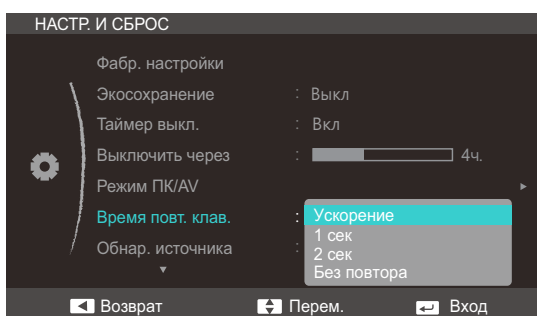 НАСТР. И СБРОС
Фабр. настройки
Экосохранение : Выкл
Таймер выкл. : Вкл
Выключить через : 4ч.
Режим ПК/AV
Время повт. клав. : Ускорение
1 сек
Обнар. источника : 2 сек
Без повтора
Возврат Перем. Вход